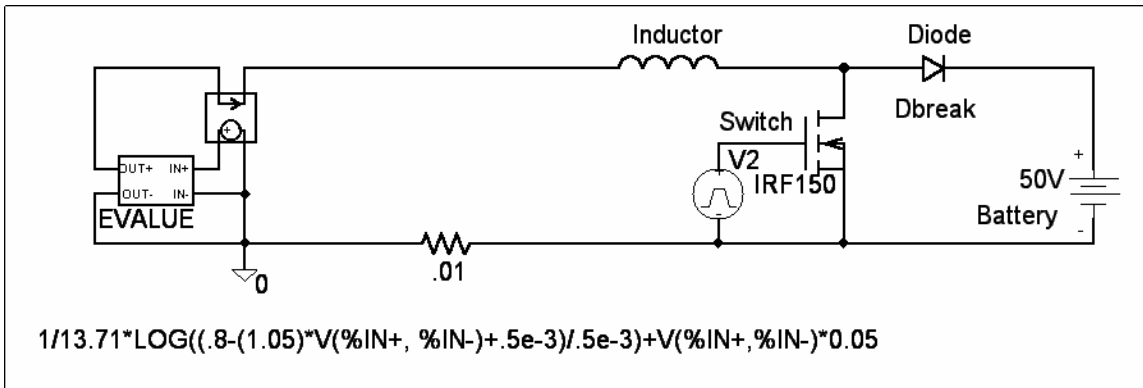 Inductor
Diode
Dbreak
Switch
V2
IRF150
+
50V
Battery
-
OUT+ IN+
OUT- IN-
EVALUE
+
.01
0
1/13.71*LOG((.8-(1.05)*V(%IN+, %IN-)+.5e-3)/.5e-3)+V(%IN+,%IN-)*0.05